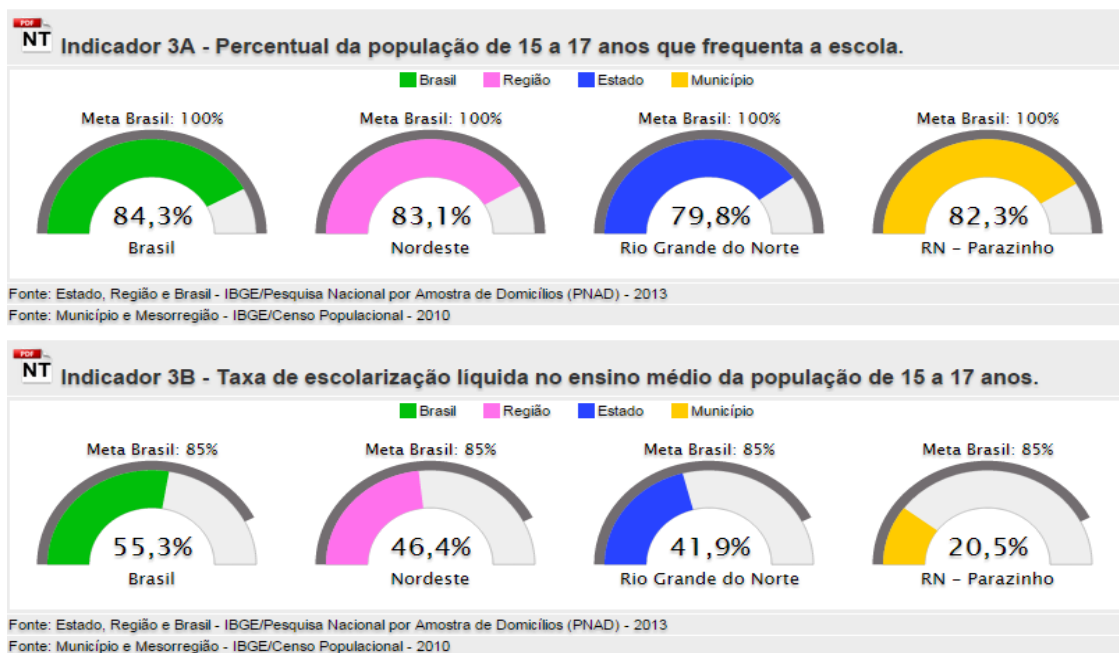 PDF
NT
Indicador 3A - Percentual da população de 15 a 17 anos que frequenta a escola.
Brasil Região Estado Município
Meta Brasil: 100% Meta Brasil: 100% Meta Brasil: 100% Meta Brasil: 100%
84,3% 83,1% 79,8% 82,3%
Brasil Nordeste Rio Grande do Norte RN – Parazinho
Fonte: Estado, Região e Brasil - IBGE/Pesquisa Nacional por Amostra de Domicílios (PNAD) - 2013
Fonte: Município e Mesorregião - IBGE/Censo Populacional - 2010
PDF
NT
Indicador 3B - Taxa de escolarização líquida no ensino médio da população de 15 a 17 anos.
Brasil Região Estado Município
Meta Brasil: 85% Meta Brasil: 85% Meta Brasil: 85% Meta Brasil: 85%
55,3% 46,4% 41,9% 20,5%
Brasil Nordeste Rio Grande do Norte RN – Parazinho
Fonte: Estado, Região e Brasil - IBGE/Pesquisa Nacional por Amostra de Domicílios (PNAD) - 2013
Fonte: Município e Mesorregião - IBGE/Censo Populacional - 2010